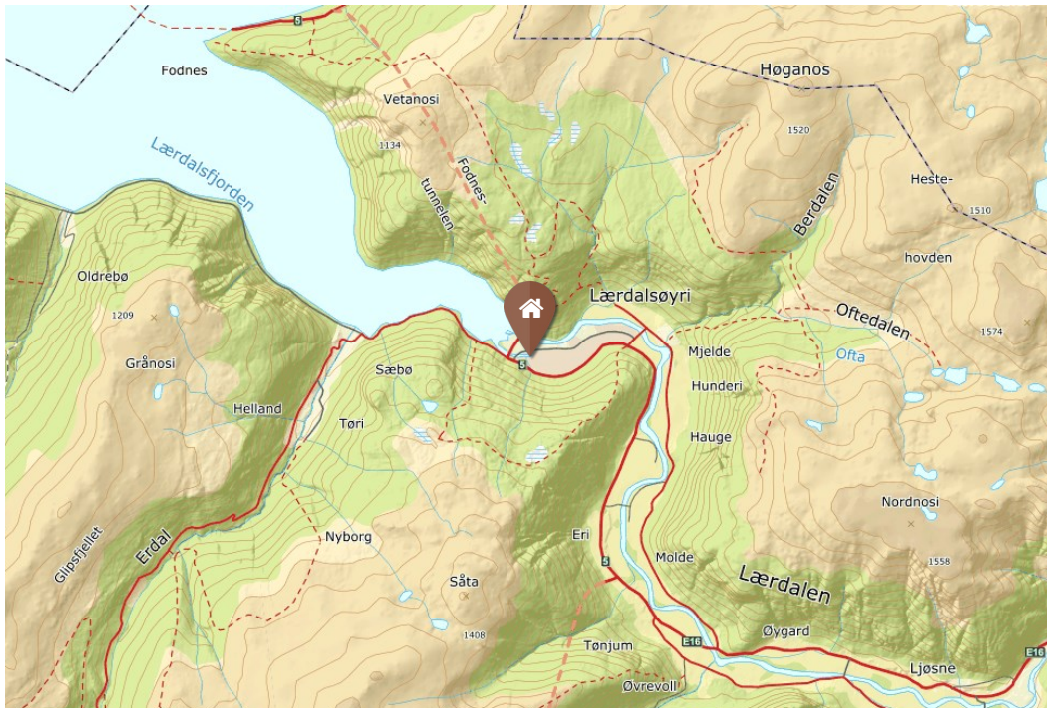 5
Fodnes
Høganos
Vetanosi
1134
1520
Lærdalsfjorden
Fodnes-
tunnelen
Berdalen
Heste-
1510
hovden
Oldrebø
Lærdalsøyri
1209
Oftedalen
1574
Grånosi
Sæbø
5
Mjelde
Ofta
Hunderi
Helland
Tøri
Hauge
Nordnosi
Glipsfjellet
Erdal
Nyborg
Eri
5
Molde
1558
Såta
Lærdalen
1408
Tønjum
E16
Øygard
E16
Ljøsne
Øvrevoll